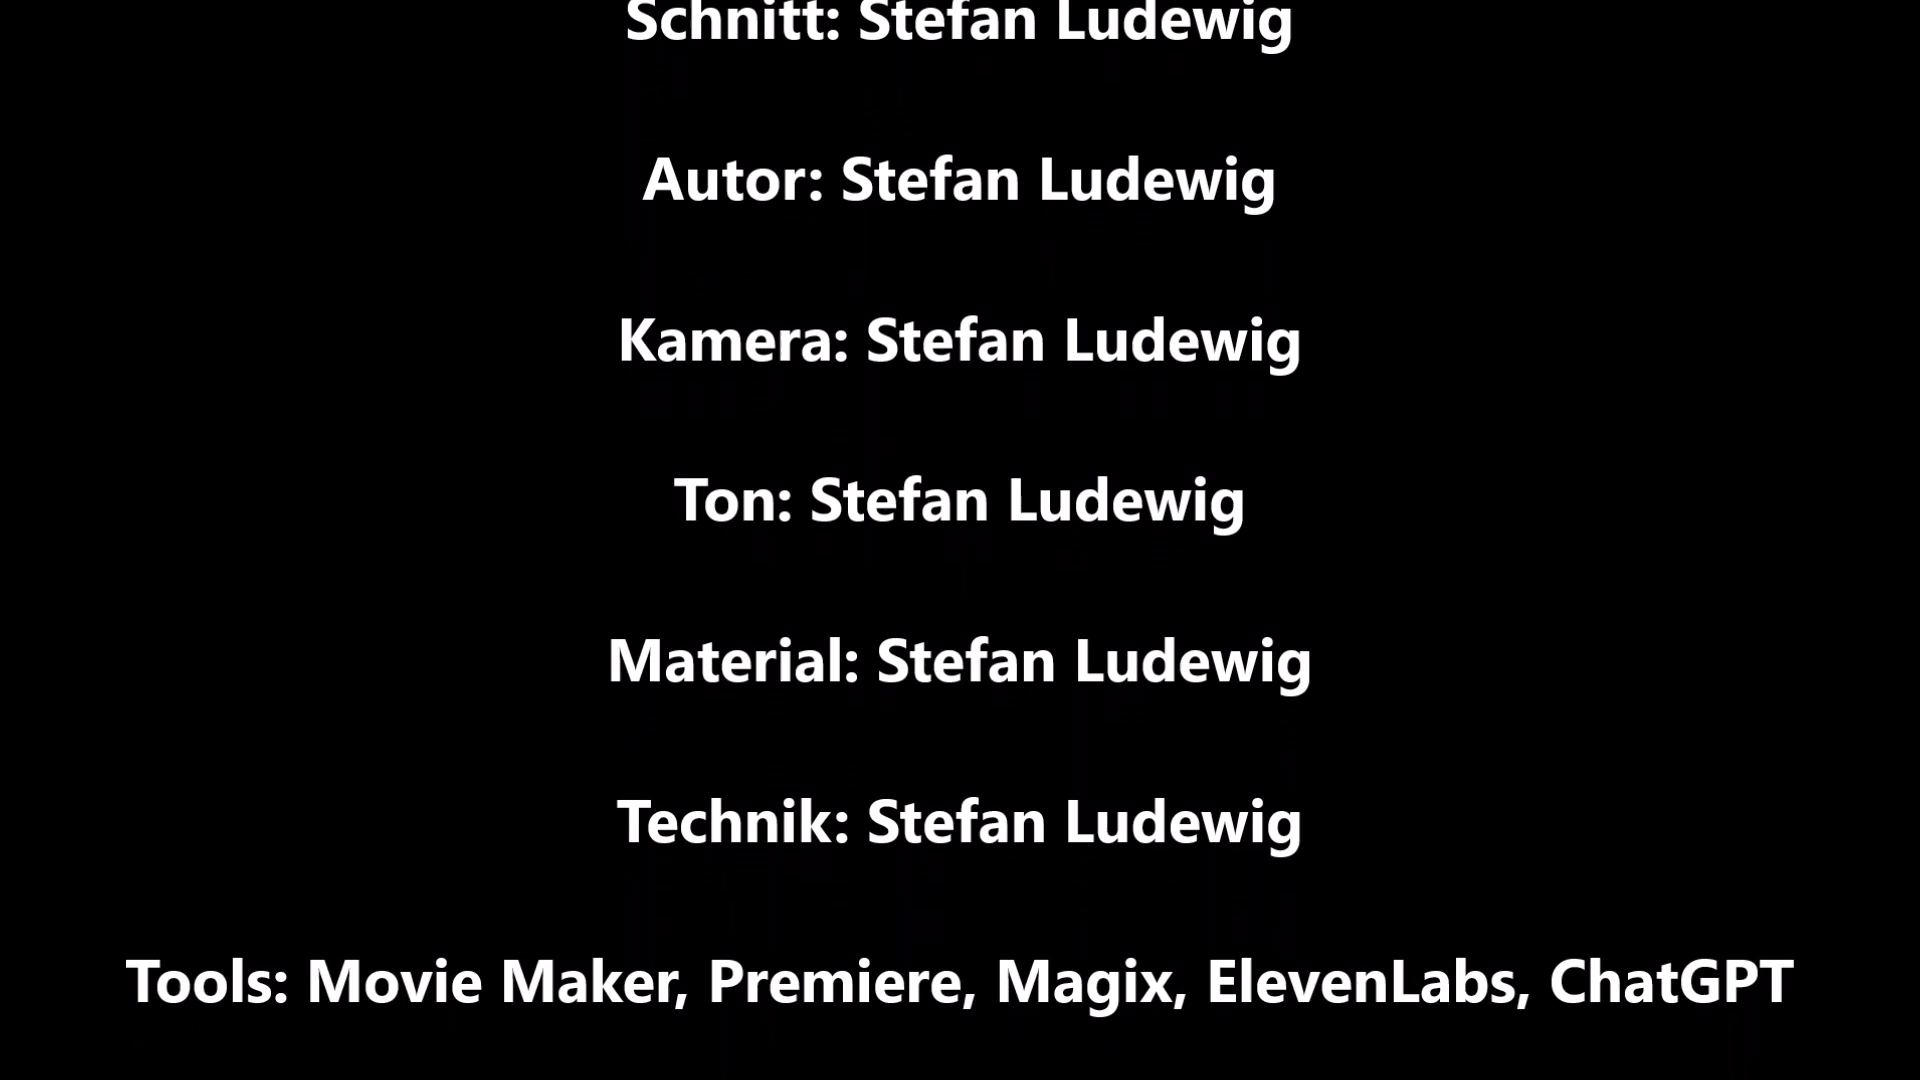 Schnitt: Stefan Ludewig
Autor: Stefan Ludewig
Kamera: Stefan Ludewig
Ton: Stefan Ludewig
Material: Stefan Ludewig
Technik: Stefan Ludewig
Tools: Movie Maker, Premiere, Magix, ElevenLabs, ChatGPT